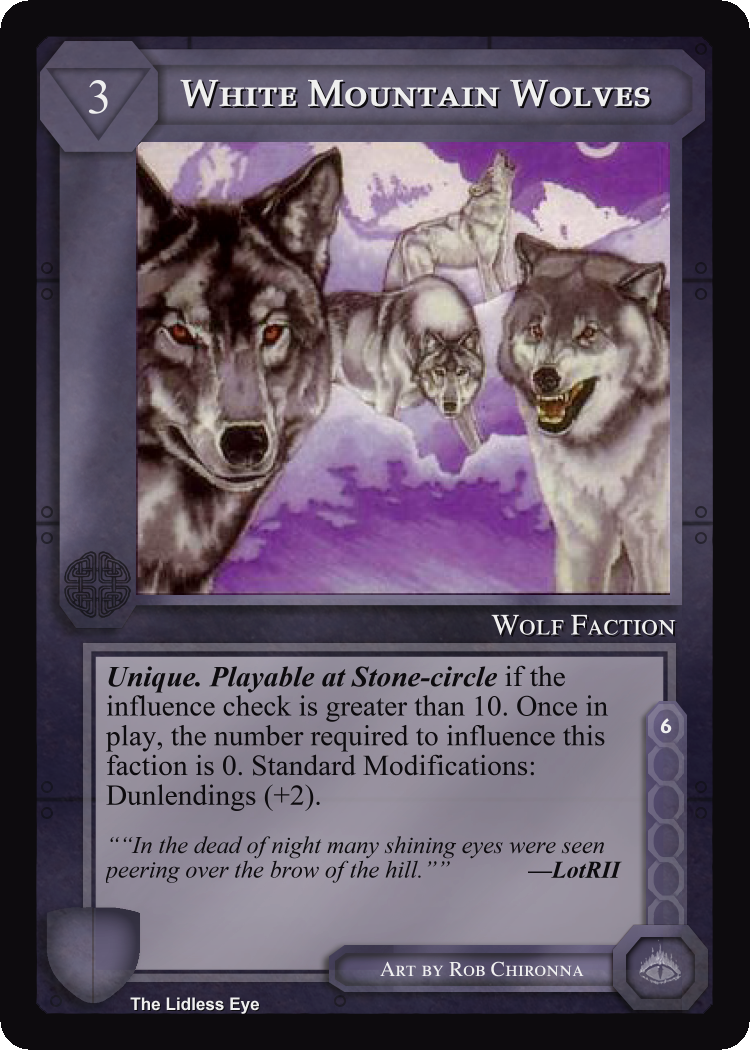 3
White Mountain Wolves
Wolf Faction
Unique. Playable at Stone-circle if the
influence check is greater than 10. Once in
play, the number required to influence this
faction is 0. Standard Modifications:
Dunlendings (+2).
6
““In the dead of night many shining eyes were seen
peering over the brow of the hill.”” —LotRII
Art by Rob Chironna
The Lidless Eye